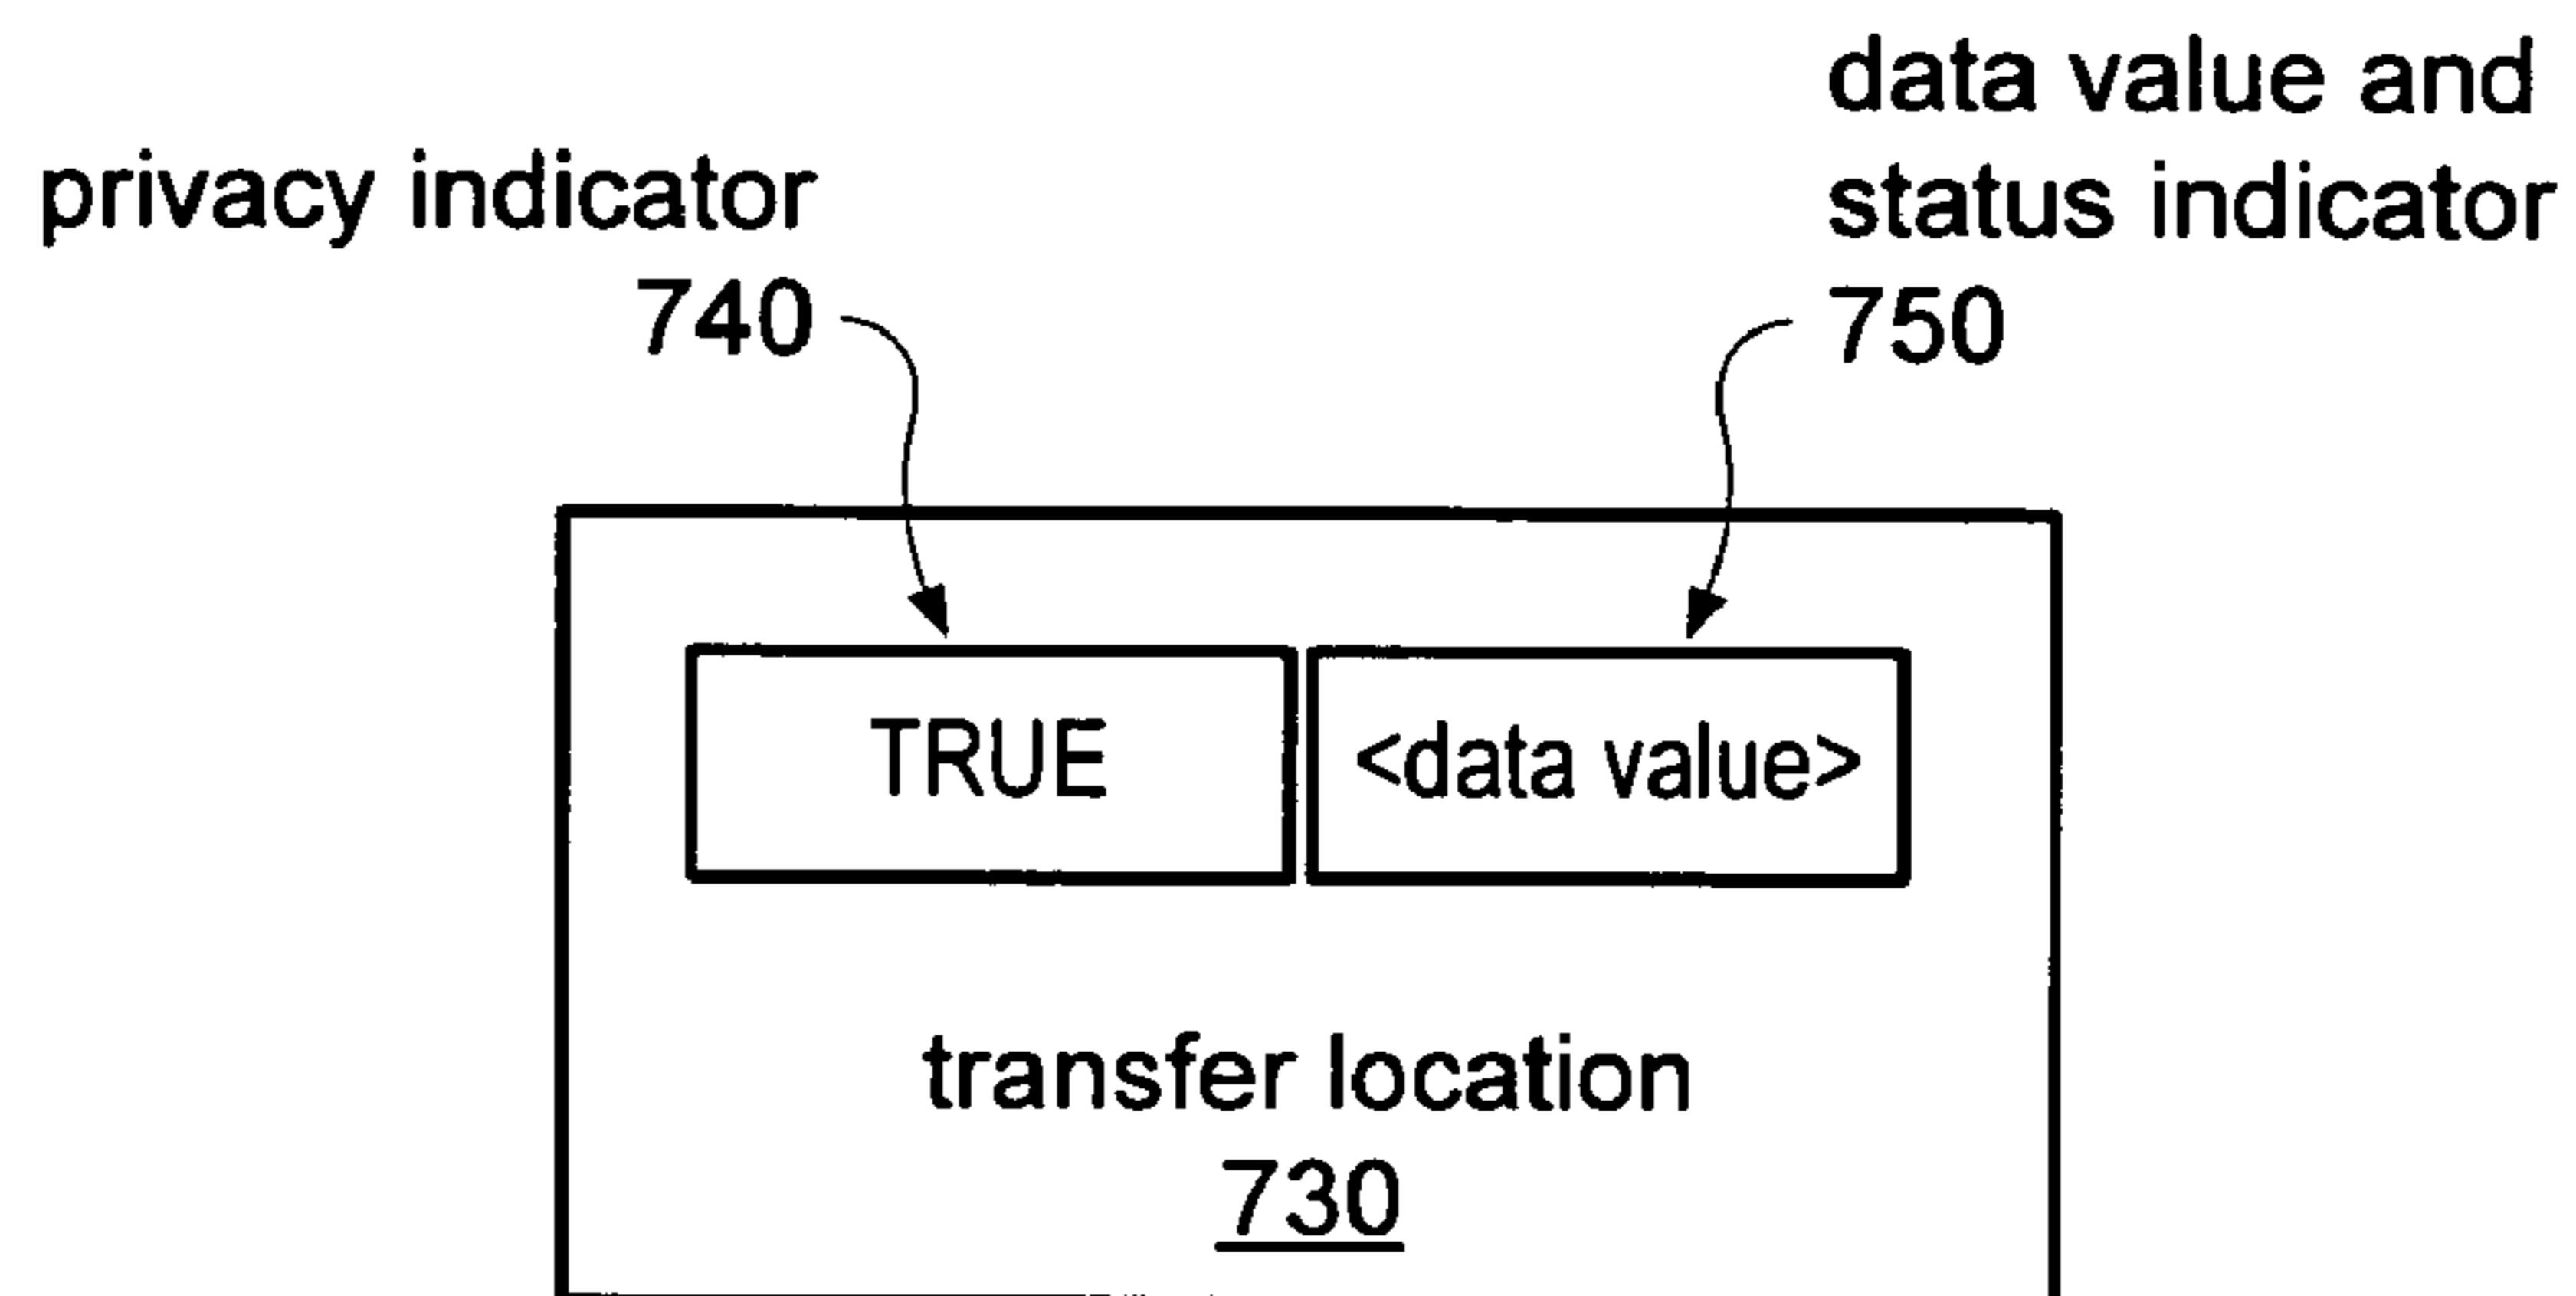 privacy indicator
740
data value and
status indicator
750
TRUE
<data value>
transfer location
730